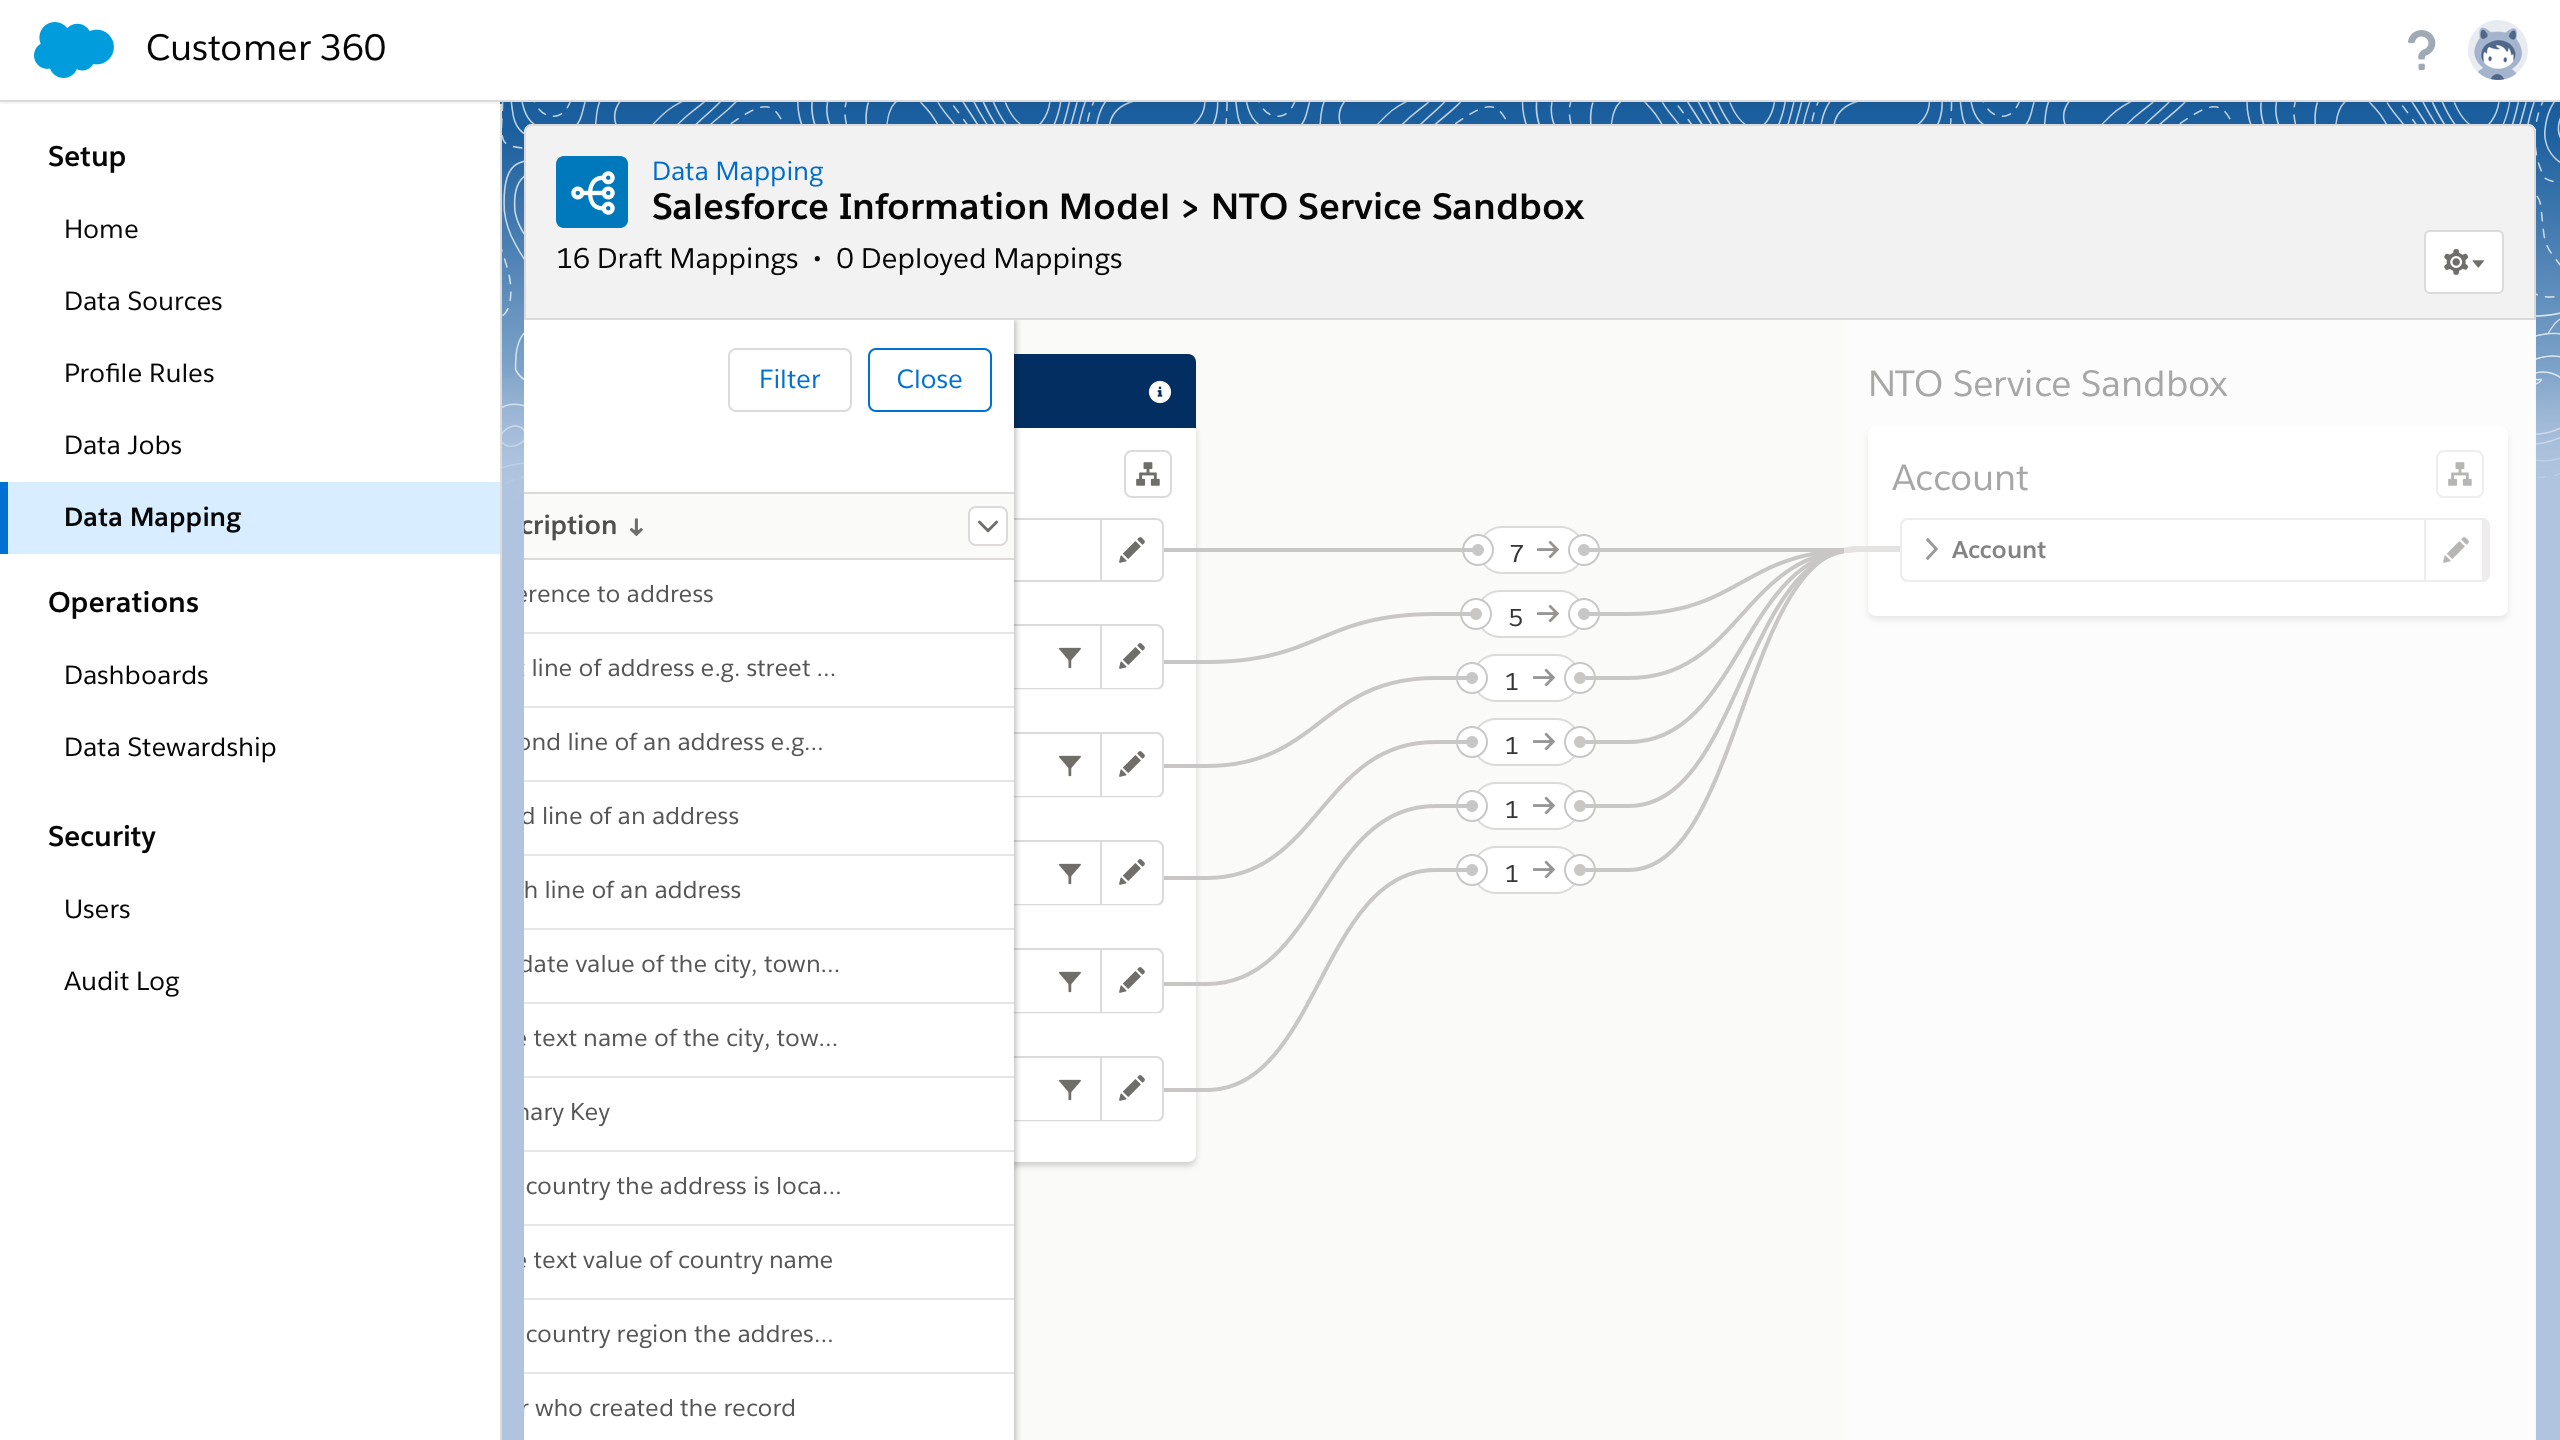 Customer 360
?
Setup
Home
Data Sources
Profile Rules
Data Jobs
Data Mapping
Operations
Dashboards
Data Stewardship
Security
Users
Audit Log
Data Mapping
Salesforce Information Model > NTO Service Sandbox
16 Draft Mappings • 0 Deployed Mappings
Filter
Close
cription
erence to address
line of address e.g. street ...
ond line of an address e.g...
d line of an address
h line of an address
date value of the city, town...
text name of the city, tow...
nary Key
country the address is loca...
text value of country name
country region the addres...
who created the record
7
5
1
1
1
1
NTO Service Sandbox
Account
Account